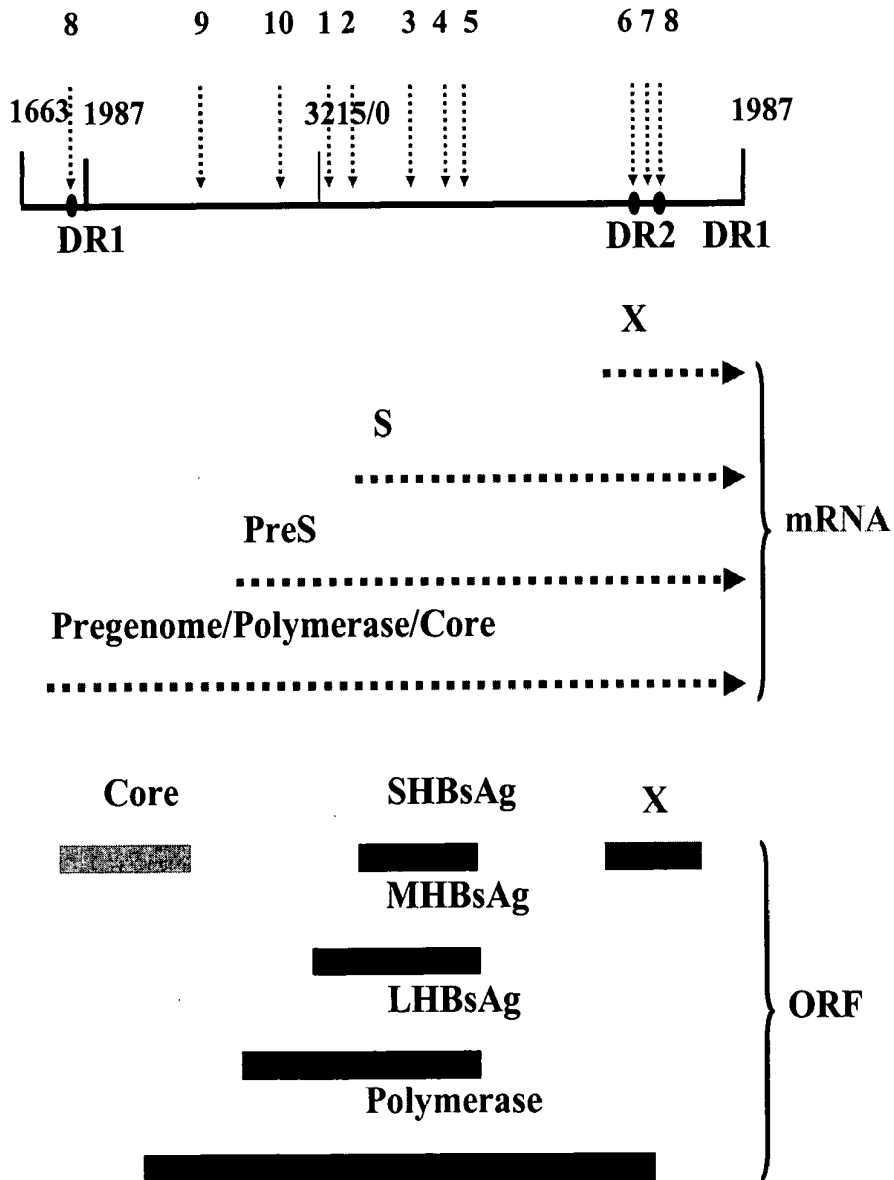 8 9 10 1 2 3 4 5 6 7 8
1663 1987 3215/0 1987
DR1 DR2 DR1
X
S
mRNA
PreS
Pregenome/Polymerase/Core
Core SHBsAg X
MHBsAg
LHBsAg
ORF
Polymerase